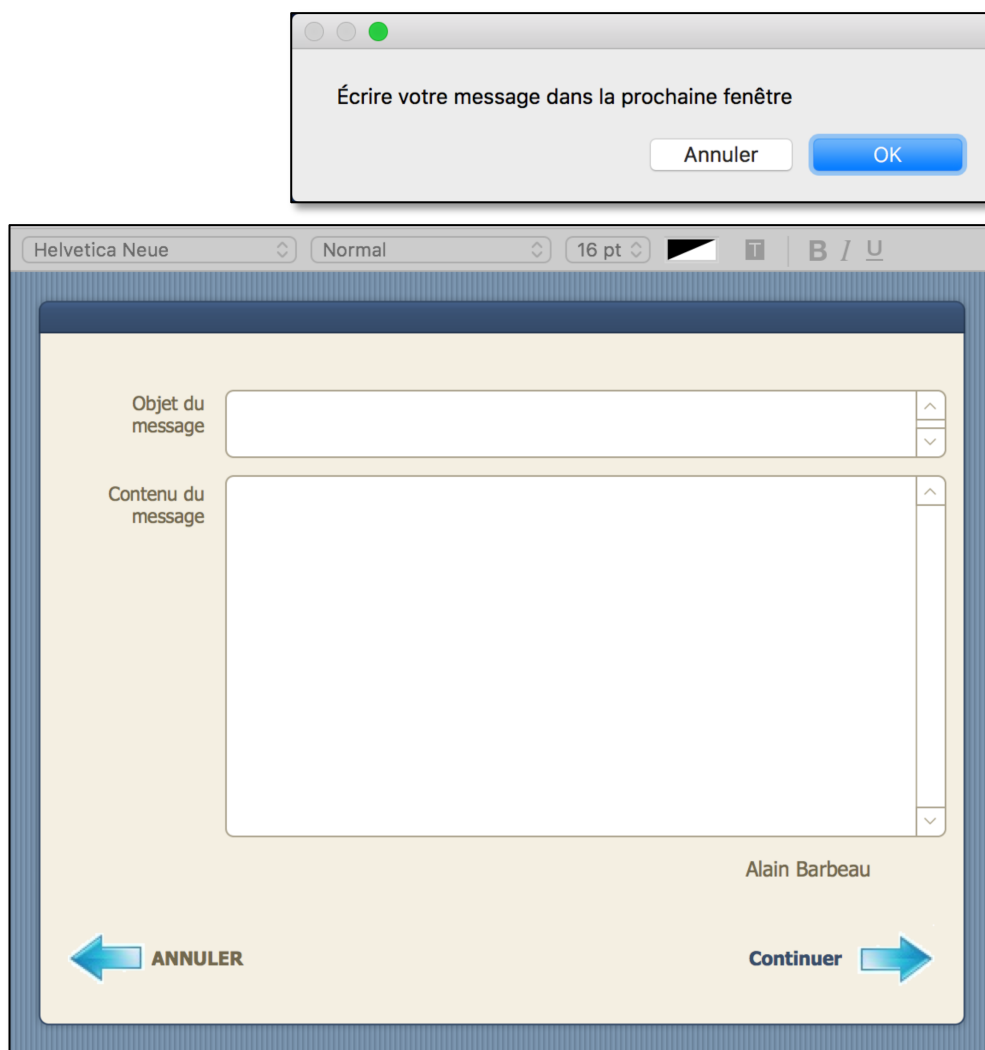 Écrire votre message dans la prochaine fenêtre
Annuler OK
Helvetica Neue Normal 16 pt T B I U
Objet du
message
Contenu du
message
Alain Barbeau
ANNULER Continuer